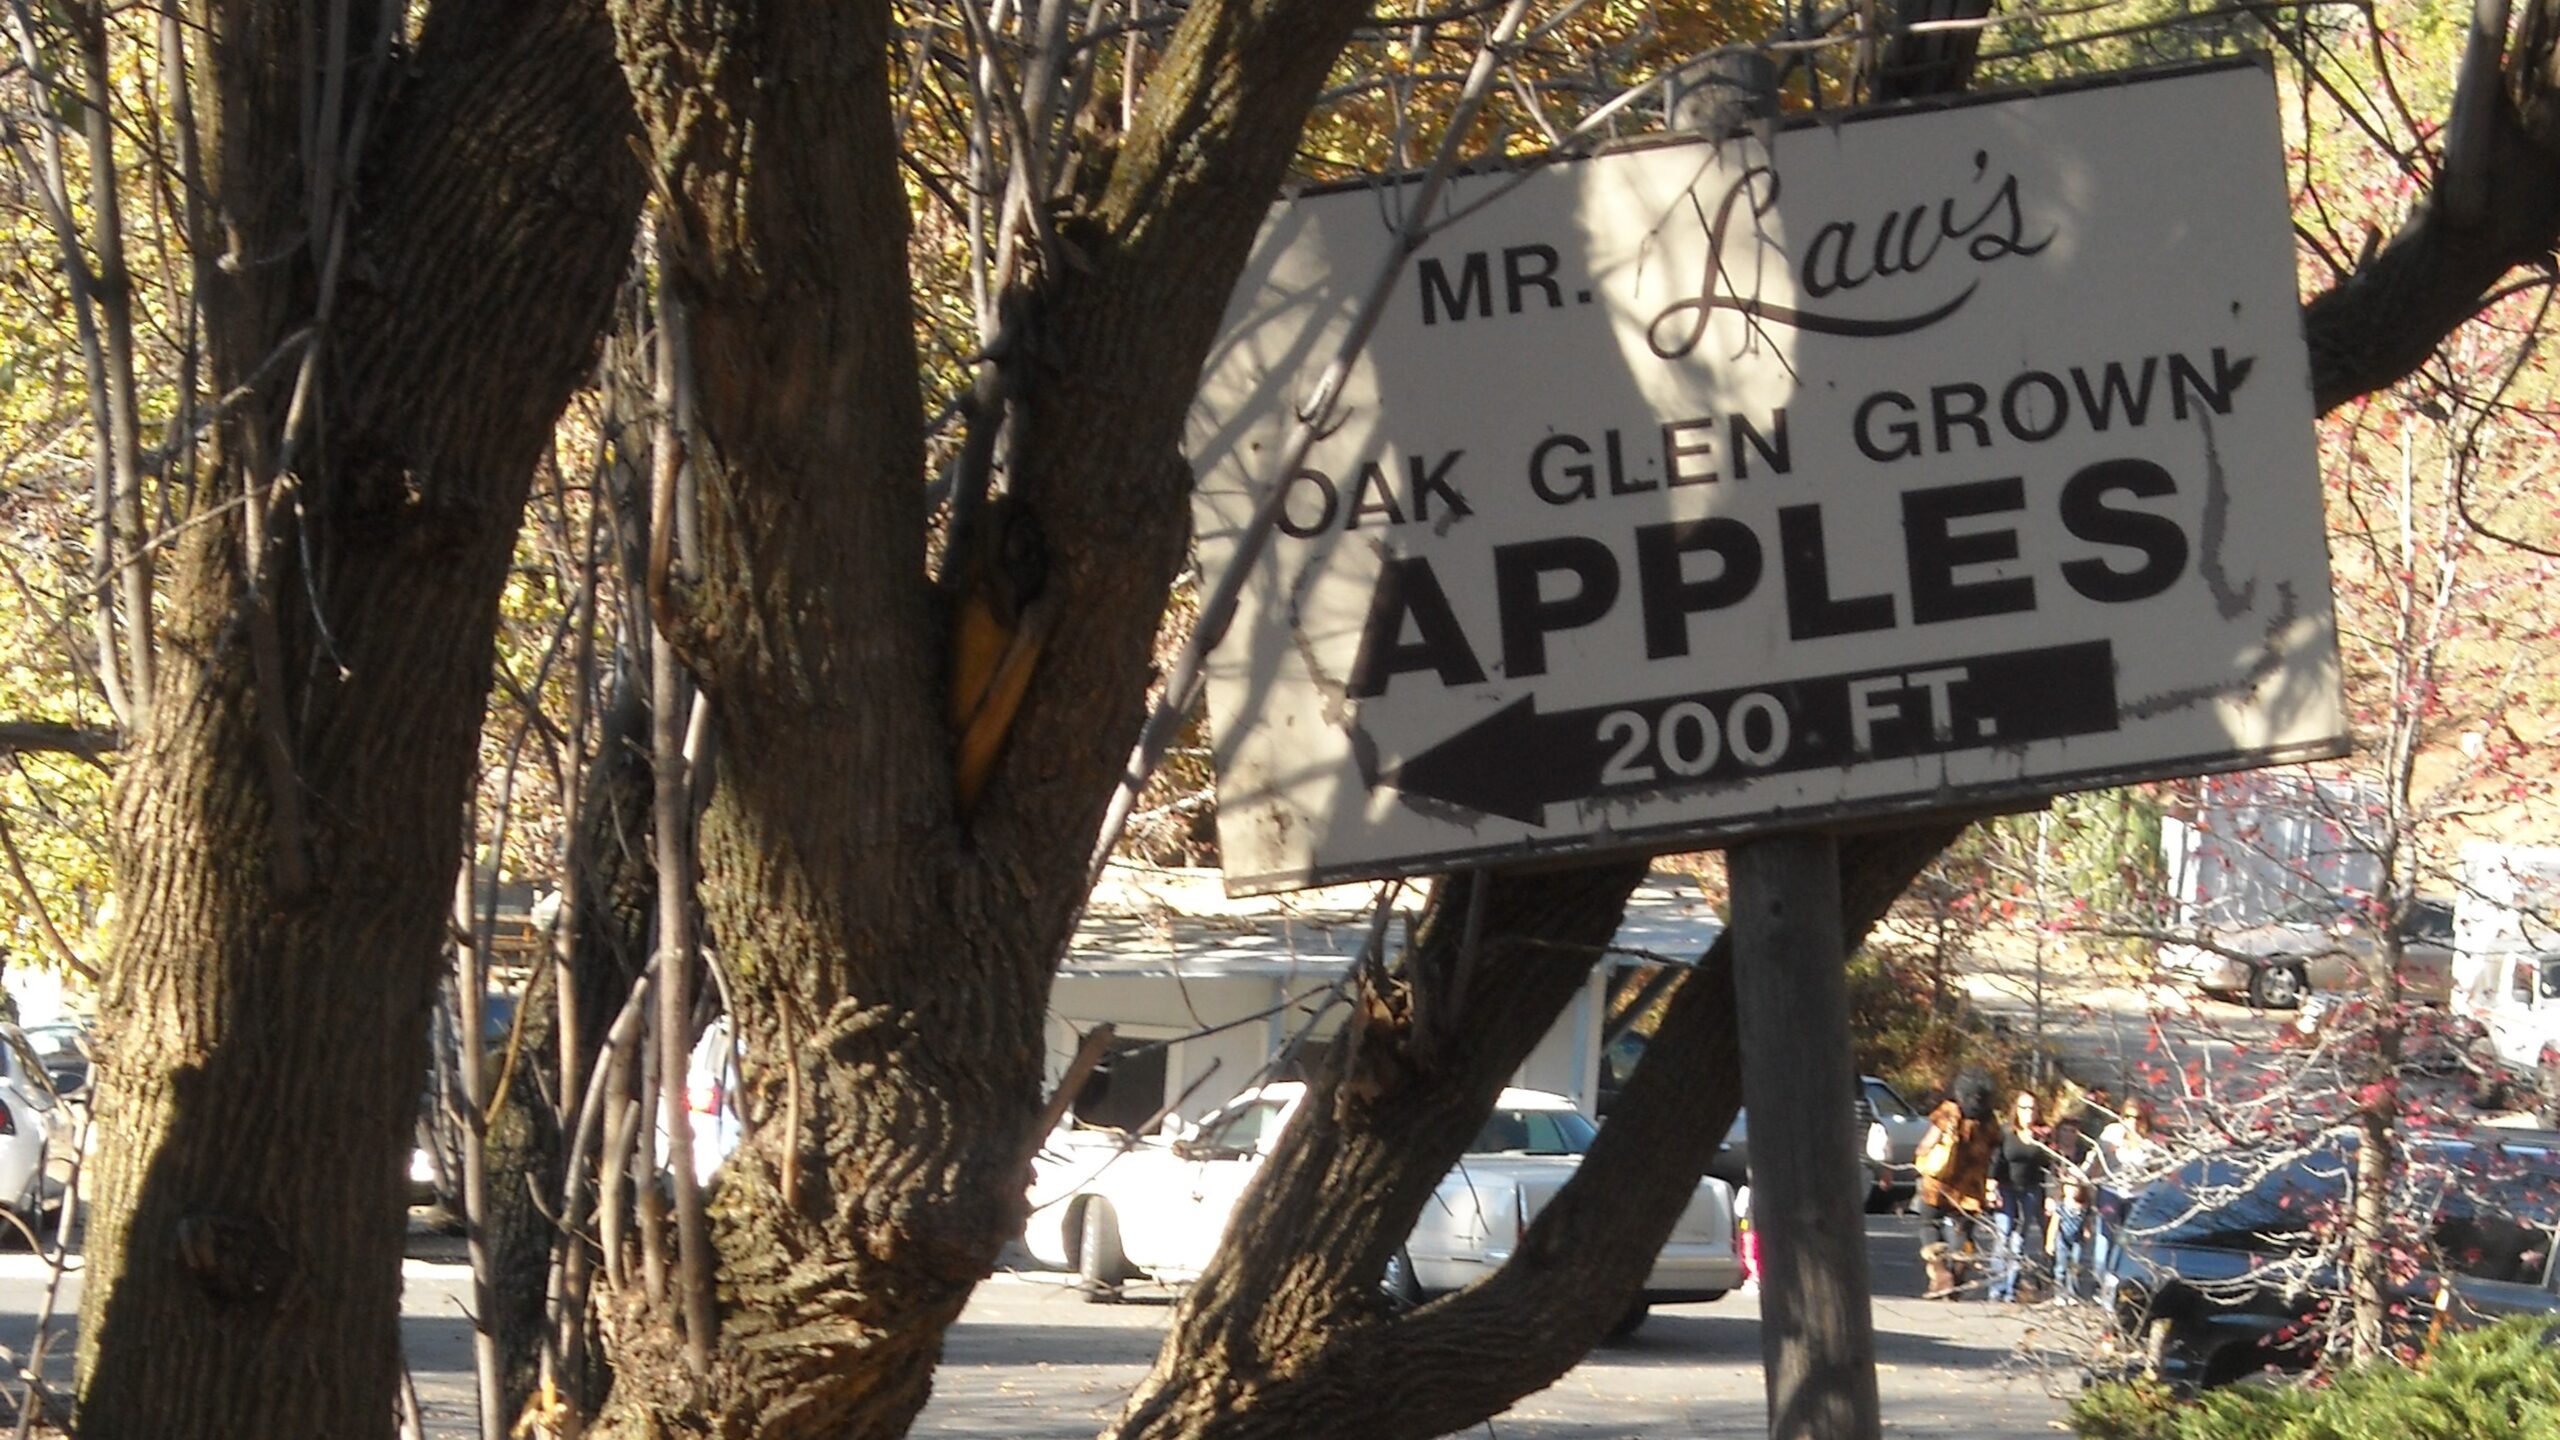 MR. Law's
OAK GLEN GROWN
APPLES
200 FT.